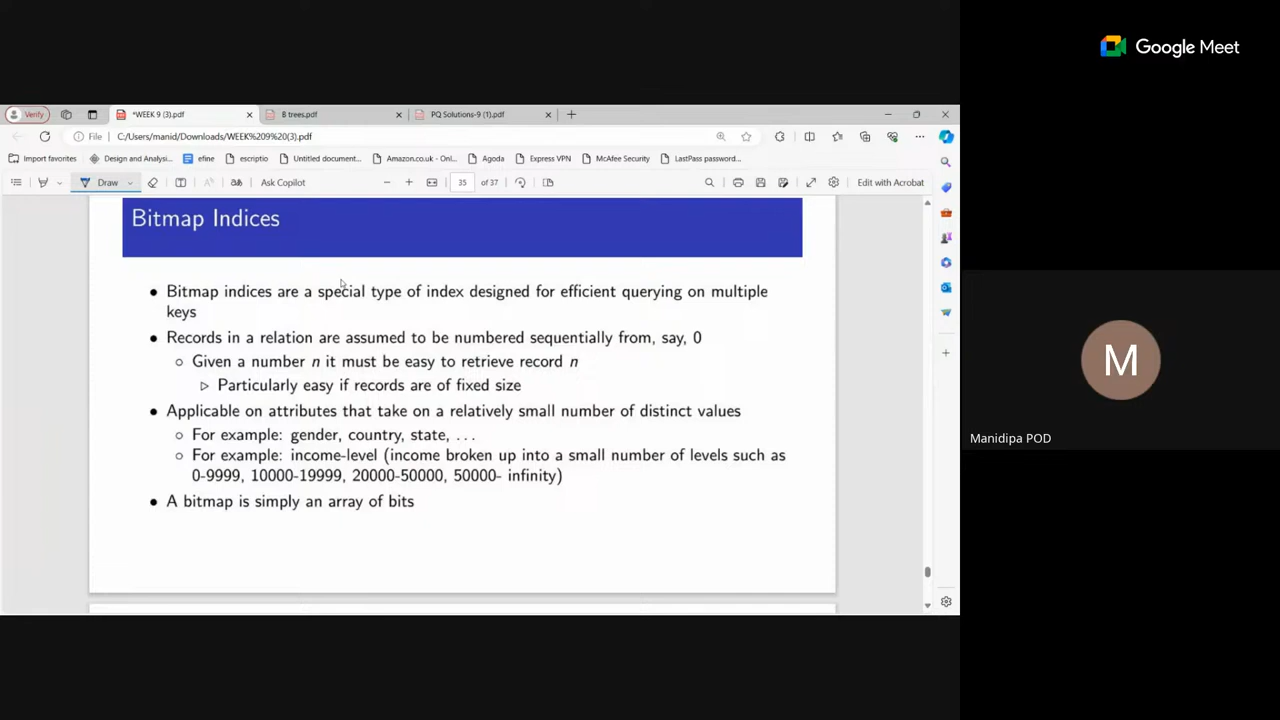 Google Meet
Verify
*WEEK 9 (3).pdf
B trees.pdf
PQ Solutions-9 (1).pdf
File
C:/Users/manid/Downloads/WEEK%209%20(3).pdf
Import favorites
Design and Analysi...
efine
escriptio
Untitled document...
Amazon.co.uk - Onl...
Agoda
Express VPN
McAfee Security
LastPass password...
Draw
Ask Copilot
35 of 37
Edit with Acrobat
Bitmap Indices
• Bitmap indices are a special type of index designed for efficient querying on multiple
keys
• Records in a relation are assumed to be numbered sequentially from, say, 0
○ Given a number n it must be easy to retrieve record n
▷ Particularly easy if records are of fixed size
• Applicable on attributes that take on a relatively small number of distinct values
○ For example: gender, country, state, ...
○ For example: income-level (income broken up into a small number of levels such as
0-9999, 10000-19999, 20000-50000, 50000- infinity)
• A bitmap is simply an array of bits
M
Manidipa POD